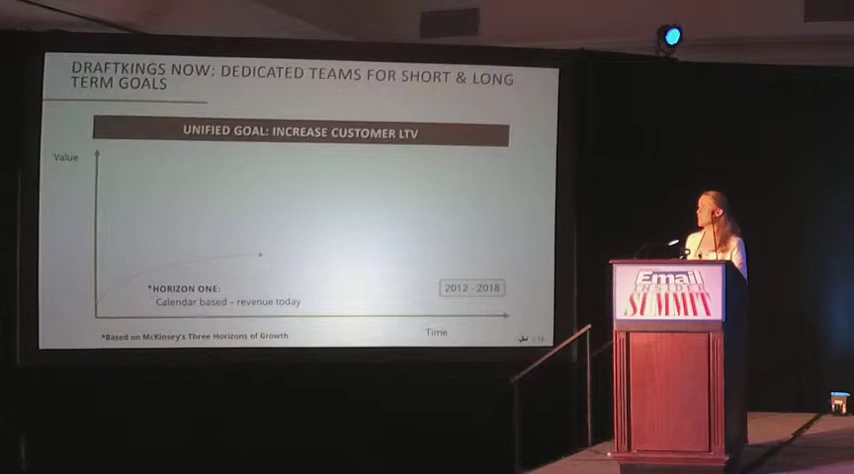 DRAFTKINGS NOW: DEDICATED TEAMS FOR SHORT & LONG
TERM GOALS
UNIFIED GOAL: INCREASE CUSTOMER LTV
Value
*HORIZON ONE:
Calendar based – revenue today
2012 - 2018
Time
*Based on McKinsey's Three Horizons of Growth
Email
INSIDER
SUMMIT